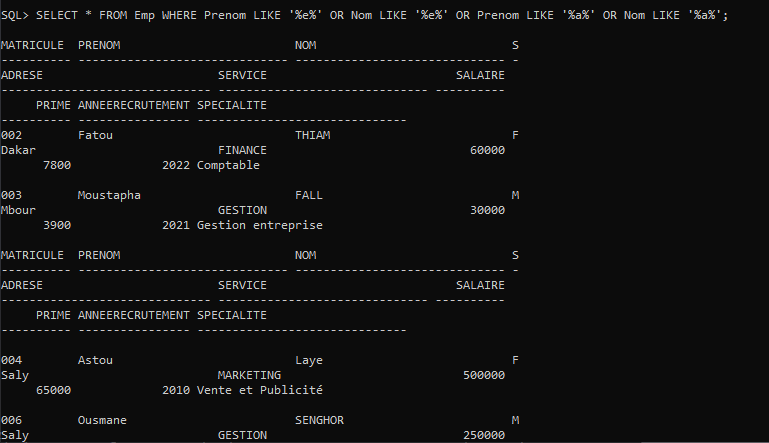 SQL> SELECT * FROM Emp WHERE Prenom LIKE '%e%' OR Nom LIKE '%e%' OR Prenom LIKE '%a%' OR Nom LIKE '%a%';
MATRICULE  PRENOM                         NOM                            S
---------- ------------------------------ ------------------------------ -
ADRESE                         SERVICE                           SALAIRE
------------------------------ ------------------------------ ----------
     PRIME ANNEERECRUTEMENT SPECIALITE
---------- ---------------- ------------------------------
002        Fatou                          THIAM                          F
Dakar                          FINANCE                             60000
      7800             2022 Comptable
003        Moustapha                      FALL                           M
Mbour                          GESTION                             30000
      3900             2021 Gestion entreprise
MATRICULE  PRENOM                         NOM                            S
---------- ------------------------------ ------------------------------ -
ADRESE                         SERVICE                           SALAIRE
------------------------------ ------------------------------ ----------
     PRIME ANNEERECRUTEMENT SPECIALITE
---------- ---------------- ------------------------------
004        Astou                          Laye                           F
Saly                           MARKETING                          500000
     65000             2010 Vente et Publicité
006        Ousmane                        SENGHOR                        M
Saly                           GESTION                            250000